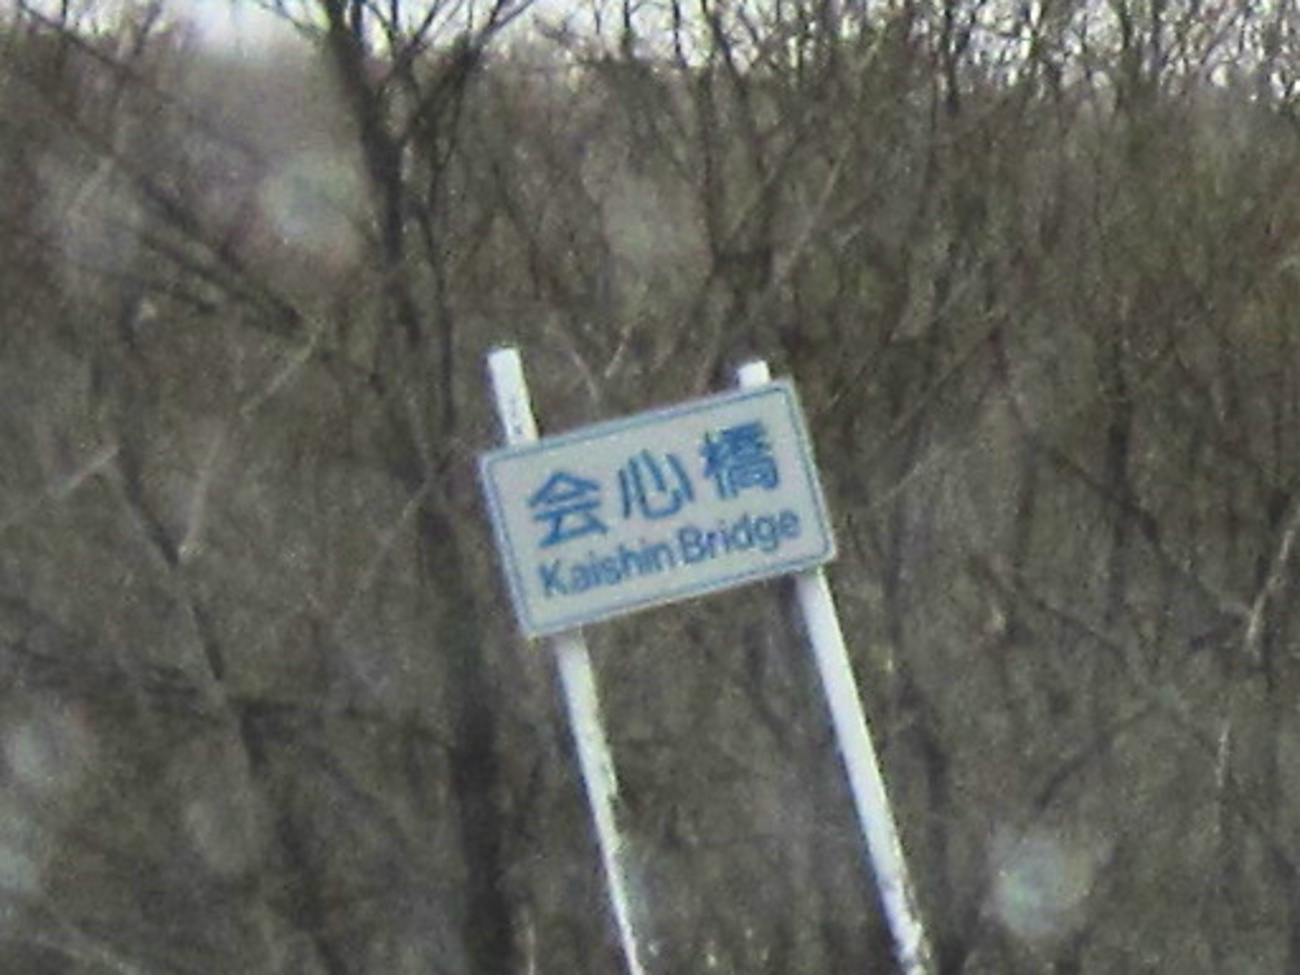 会心橋
Kaishin Bridge